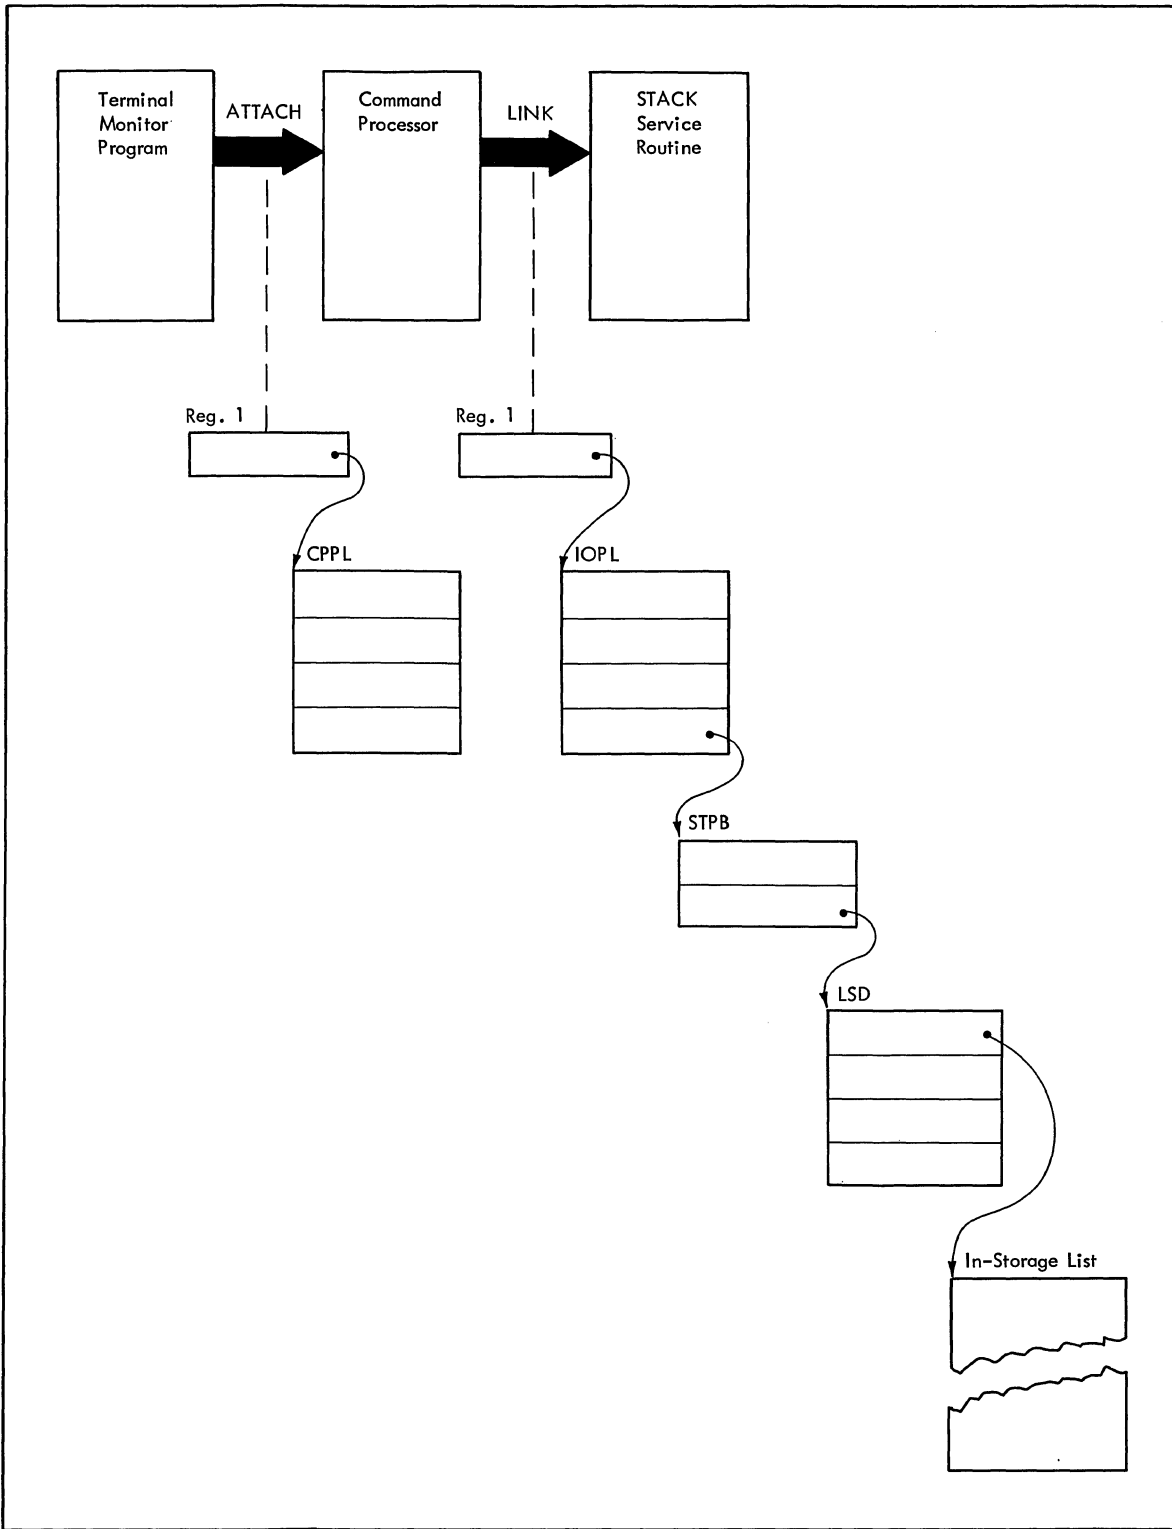 Terminal
Monitor
Program
ATTACH
Command
Processor
LINK
STACK
Service
Routine
Reg. 1
Reg. 1
CPPL
IOPL
STPB
LSD
In-Storage List